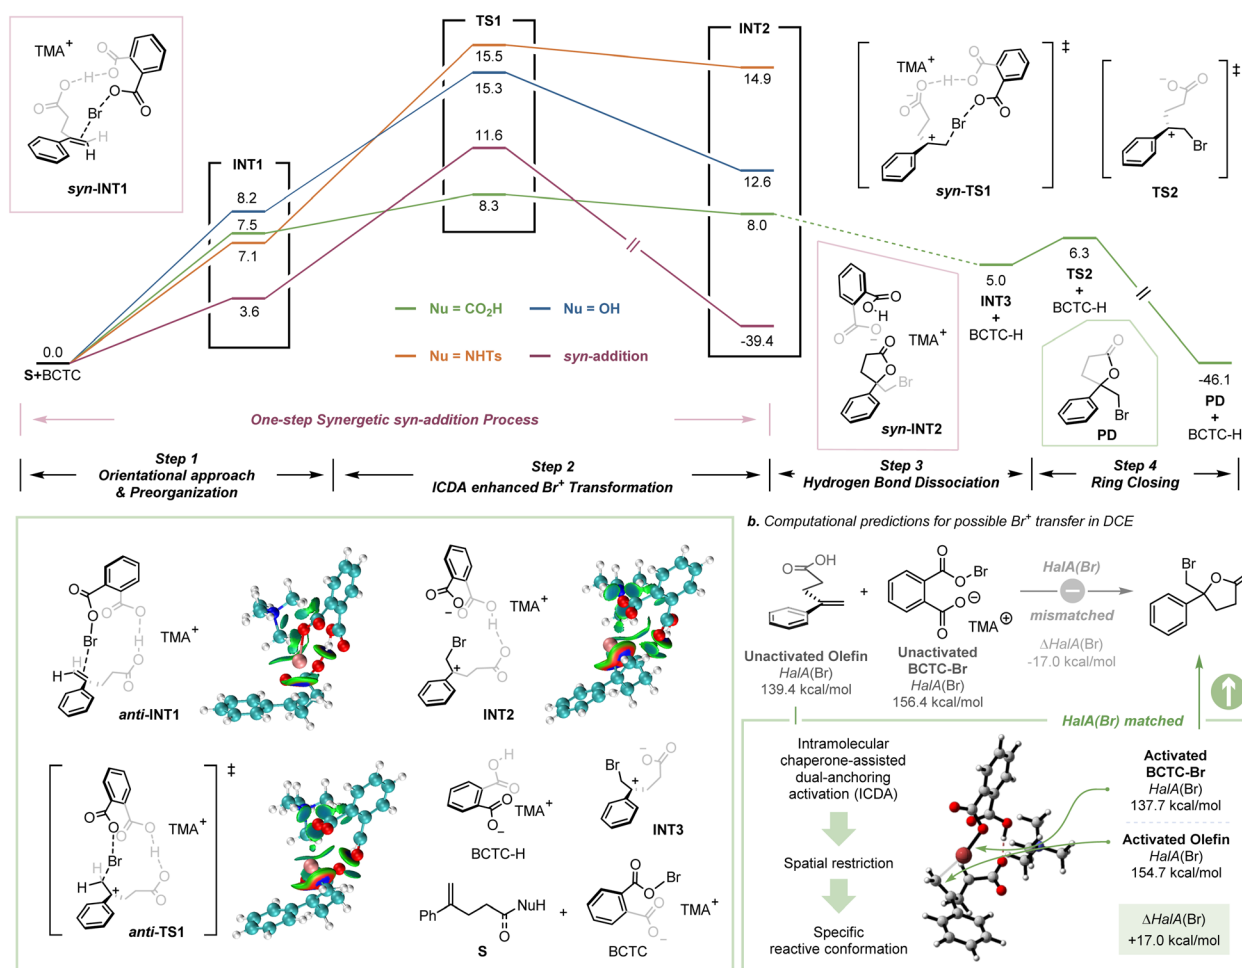 TMA+
H
O
O
O
O
O
Br
H
H
syn-INT1
INT1
8.2
7.5
7.1
3.6
0.0
S+BCTC
TS1
15.5
15.3
11.6
8.3
INT2
14.9
12.6
8.0
-39.4
Nu = CO2H
Nu = OH
Nu = NHTs
syn-addition
‡
TMA+
Br
syn-TS1
‡
Br
TS2
5.0
INT3
+
BCTC-H
6.3
TS2
+
BCTC-H
-46.1
PD
+
BCTC-H
TMA+
Br
syn-INT2
O
O
Br
PD
One-step Synergetic syn-addition Process
Step 1
Orientational approach
& Preorganization
Step 2
ICDA enhanced Br+ Transformation
Step 3
Hydrogen Bond Dissociation
Step 4
Ring Closing
TMA+
Br
anti-INT1
TMA+
Br
INT2
‡
TMA+
Br
anti-TS1
TMA+
BCTC-H
Br
INT3
Ph
NuH
O
S
+
Br
TMA+
BCTC
b. Computational predictions for possible Br+ transfer in DCE
OH
O
+
O
Br
TMA
HalA(Br)
mismatched
ΔHalA(Br)
-17.0 kcal/mol
Br
O
O
Unactivated Olefin
HalA(Br)
139.4 kcal/mol
Unactivated
BCTC-Br
HalA(Br)
156.4 kcal/mol
HalA(Br) matched
Intramolecular
chaperone-assisted
dual-anchoring
activation (ICDA)
Spatial restriction
Specific
reactive conformation
Activated
BCTC-Br
HalA(Br)
137.7 kcal/mol
Activated Olefin
HalA(Br)
154.7 kcal/mol
ΔHalA(Br)
+17.0 kcal/mol